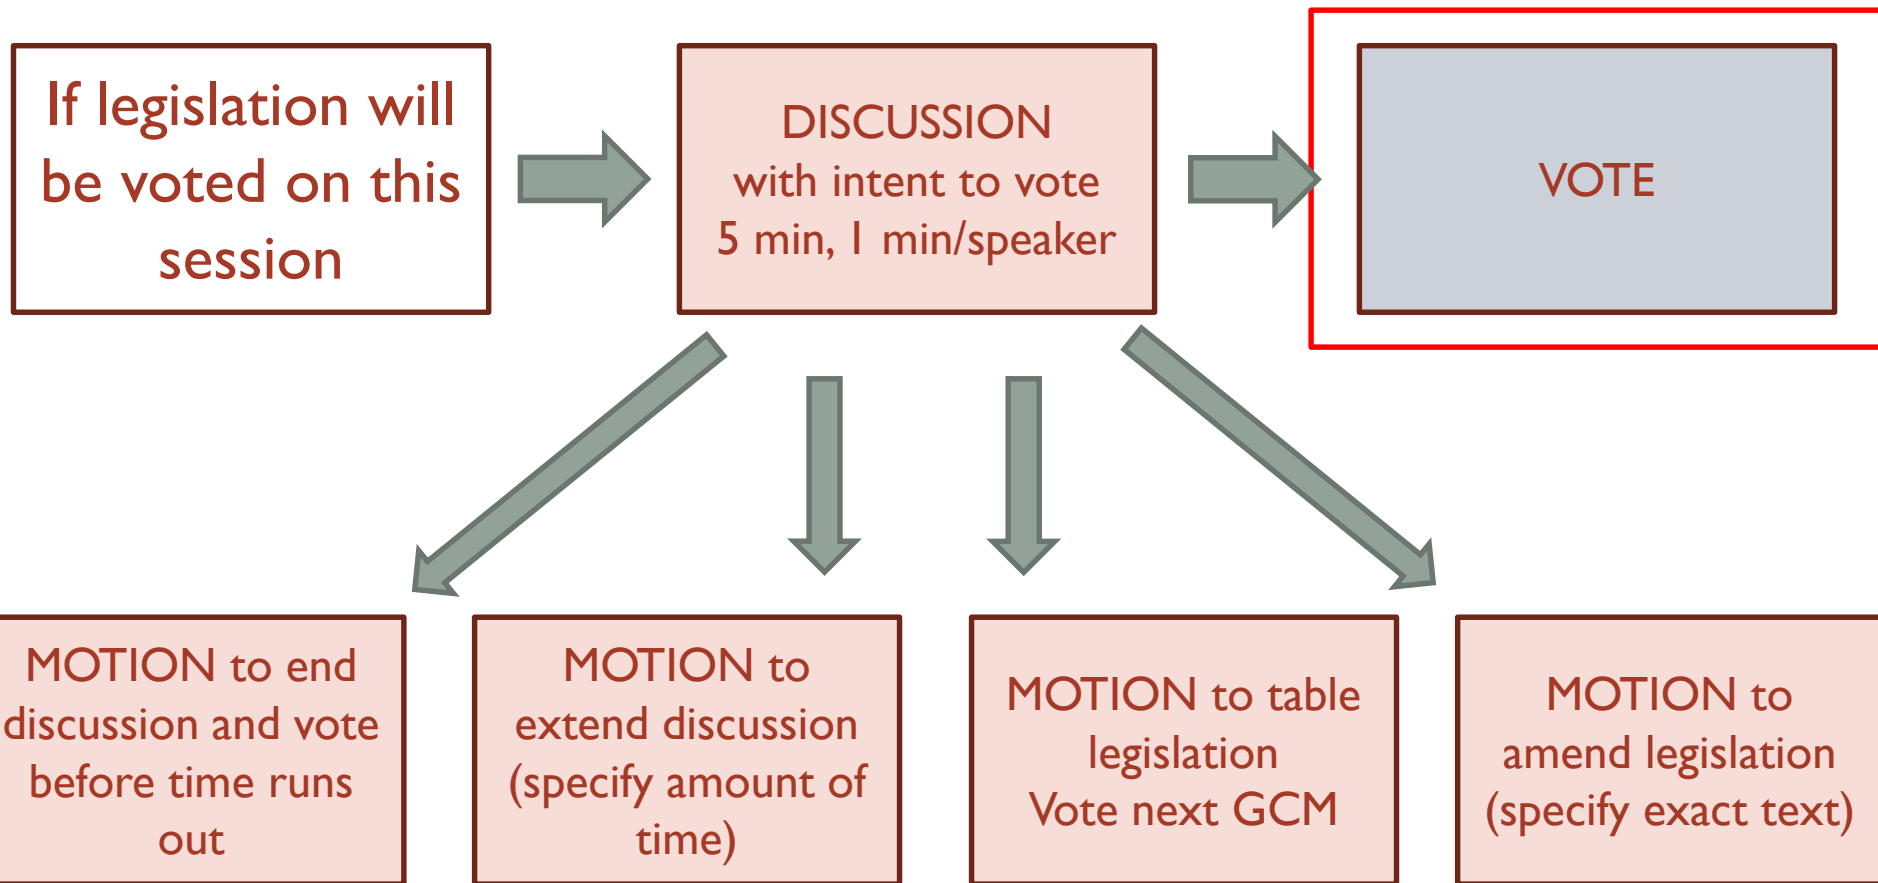 If legislation will
be voted on this
session
DISCUSSION
with intent to vote
5 min, 1 min/speaker
VOTE
MOTION to end
discussion and vote
before time runs
out
MOTION to
extend discussion
(specify amount of
time)
MOTION to table
legislation
Vote next GCM
MOTION to
amend legislation
(specify exact text)